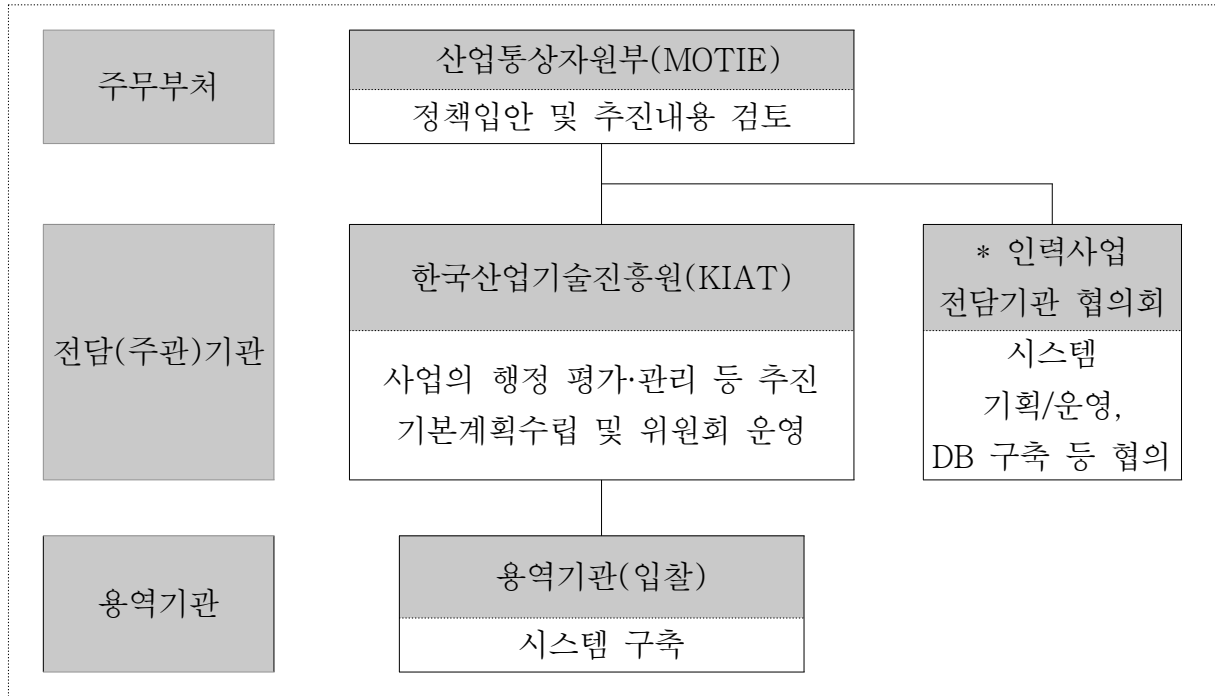 주무부처
산업통상자원부(MOTIE)
정책입안 및 추진내용 검토
전담(주관)기관
한국산업기술진흥원(KIAT)
사업의 행정 평가·관리 등 추진
기본계획수립 및 위원회 운영
* 인력사업
전담기관 협의회
시스템
기획/운영,
DB 구축 등 협의
용역기관
용역기관(입찰)
시스템 구축